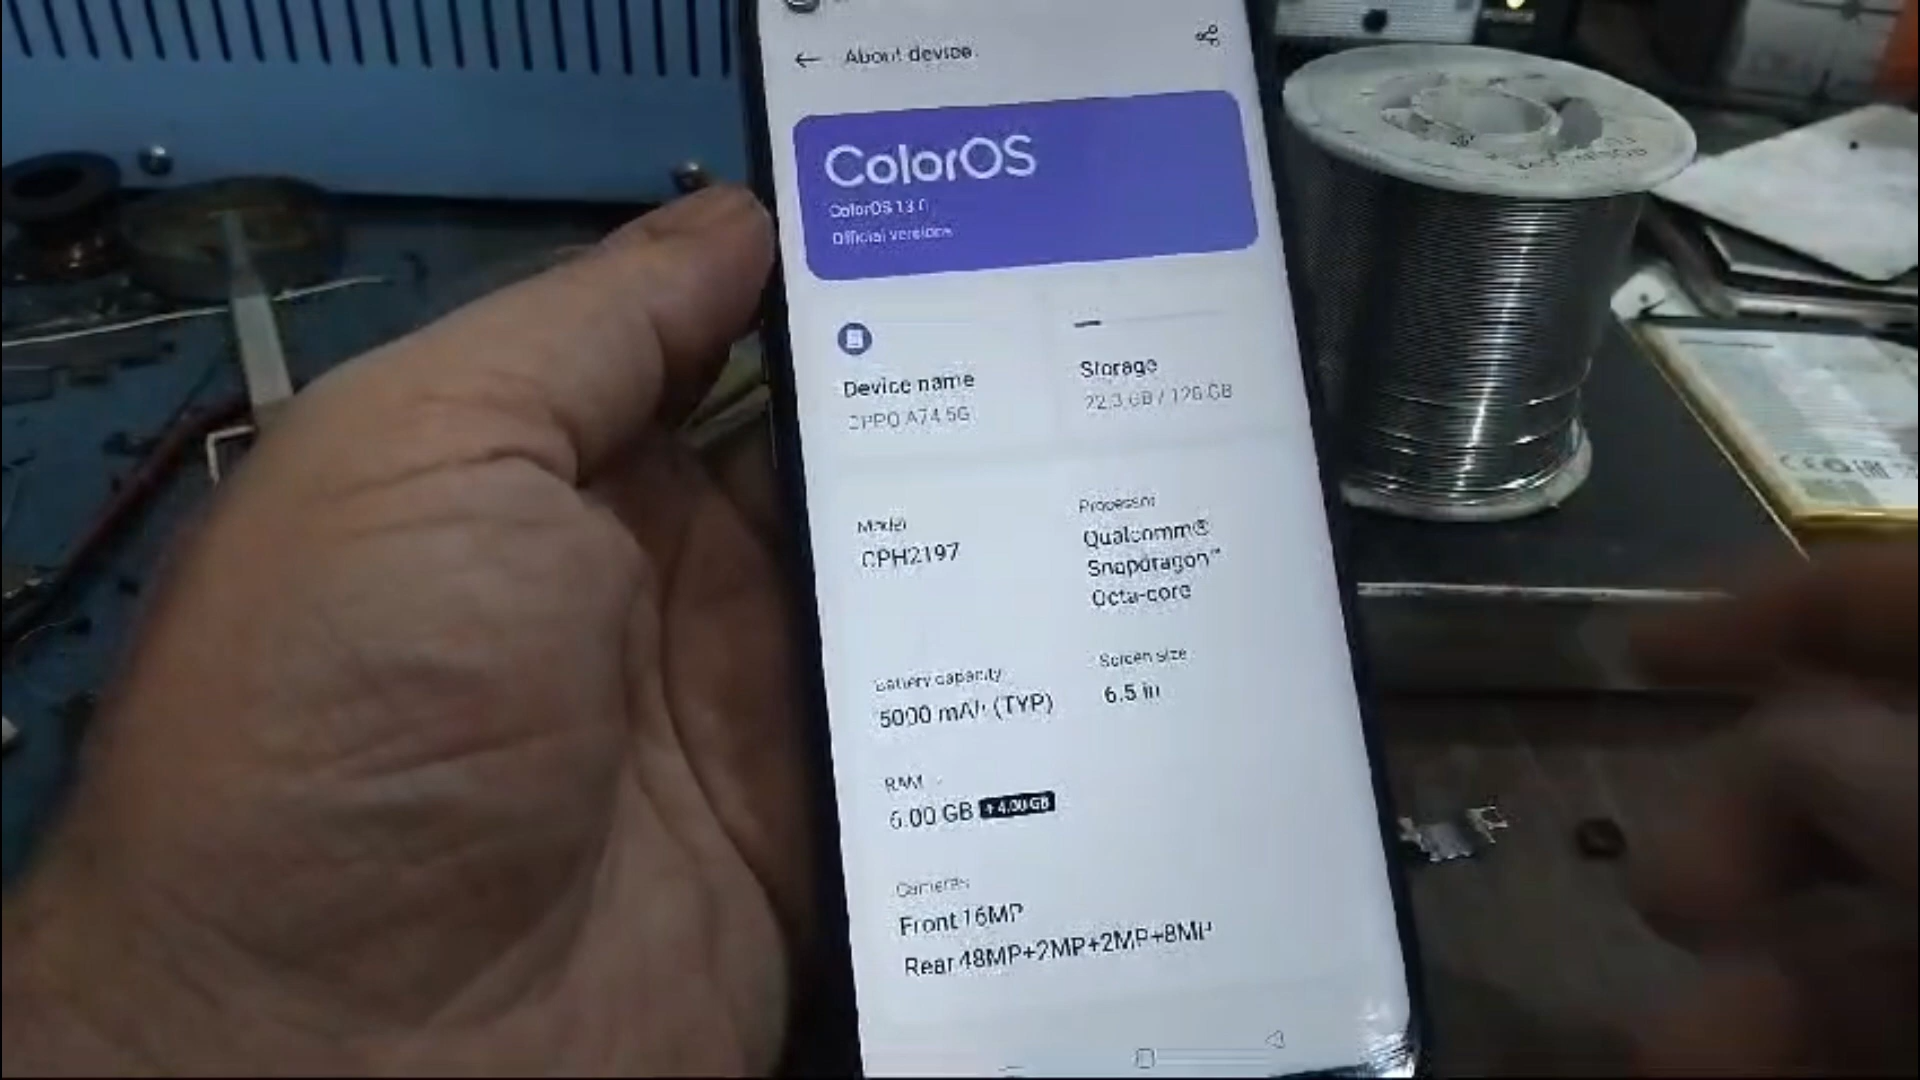 About device
ColorOS
ColorOS 13.0
Official versions
Device name
OPPO A74 5G
Storage
22.3 GB / 128 GB
Model
CPH2197
Processor
Qualcomm®
Snapdragon™
Octa-core
Battery capacity
5000 mAh (TYP)
Screen size
6.5 in
RAM
6.00 GB + 4.00 GB
Cameras
Front 16MP
Rear 48MP+2MP+2MP+8MP